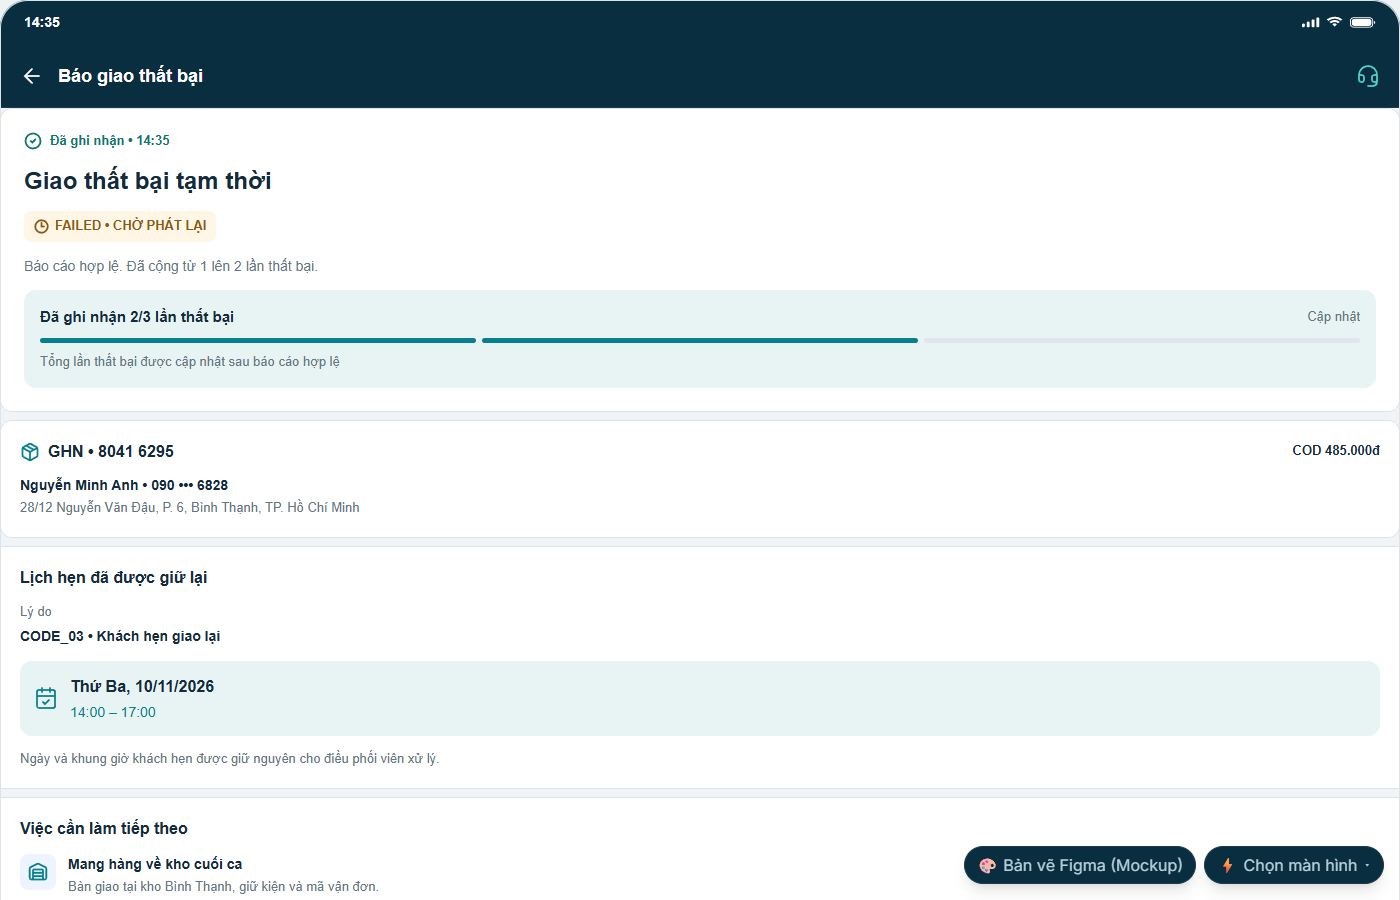 14:35
Báo giao thất bại
Đã ghi nhận • 14:35
Giao thất bại tạm thời
FAILED • CHỜ PHÁT LẠI
Báo cáo hợp lệ. Đã cộng từ 1 lên 2 lần thất bại.
Đã ghi nhận 2/3 lần thất bại
Cập nhật
Tổng lần thất bại được cập nhật sau báo cáo hợp lệ
GHN • 8041 6295
COD 485.000đ
Nguyễn Minh Anh • 090 ••• 6828
28/12 Nguyễn Văn Đậu, P. 6, Bình Thạnh, TP. Hồ Chí Minh
Lịch hẹn đã được giữ lại
Lý do
CODE_03 • Khách hẹn giao lại
Thứ Ba, 10/11/2026
14:00 – 17:00
Ngày và khung giờ khách hẹn được giữ nguyên cho điều phối viên xử lý.
Việc cần làm tiếp theo
Mang hàng về kho cuối ca
Bàn giao tại kho Bình Thạnh, giữ kiện và mã vận đơn.
Bản vẽ Figma (Mockup)
Chọn màn hình